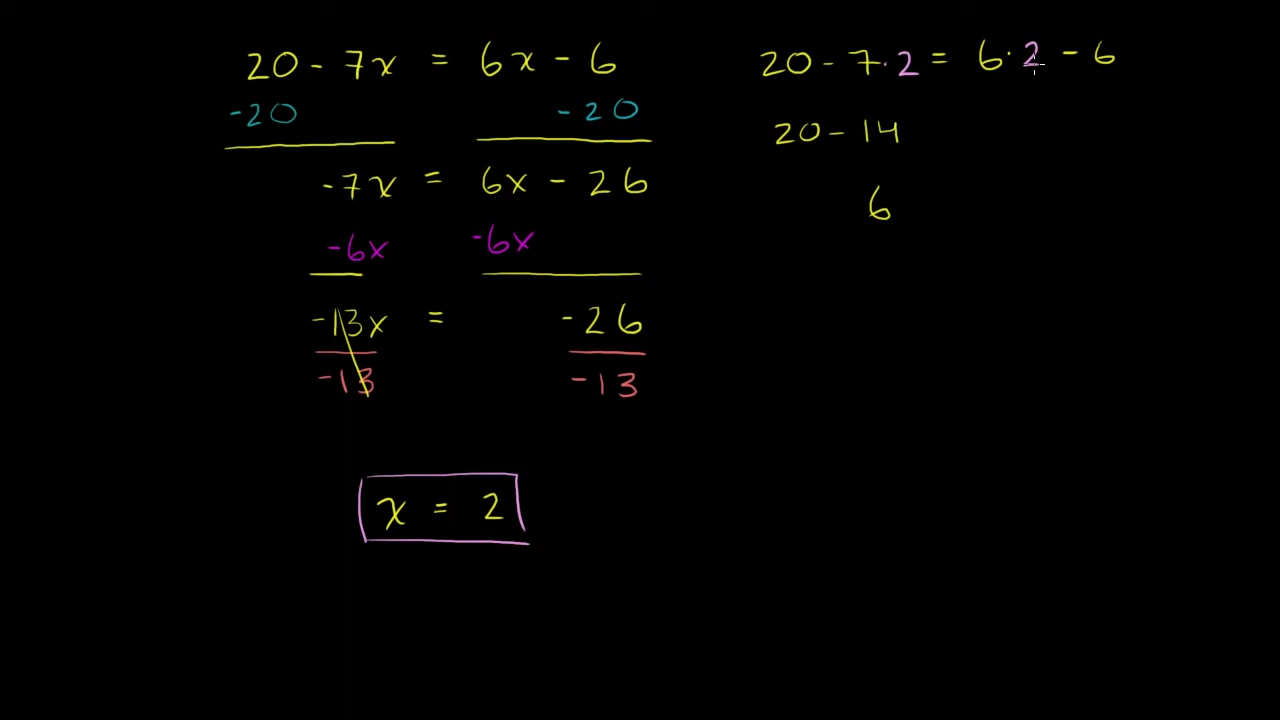 20 - 7x = 6x - 6
-20 -20
-7x = 6x - 26
-6x -6x
-13x = -26
-13 -13
x = 2
20 - 7·2 = 6·2 - 6
20 - 14
6